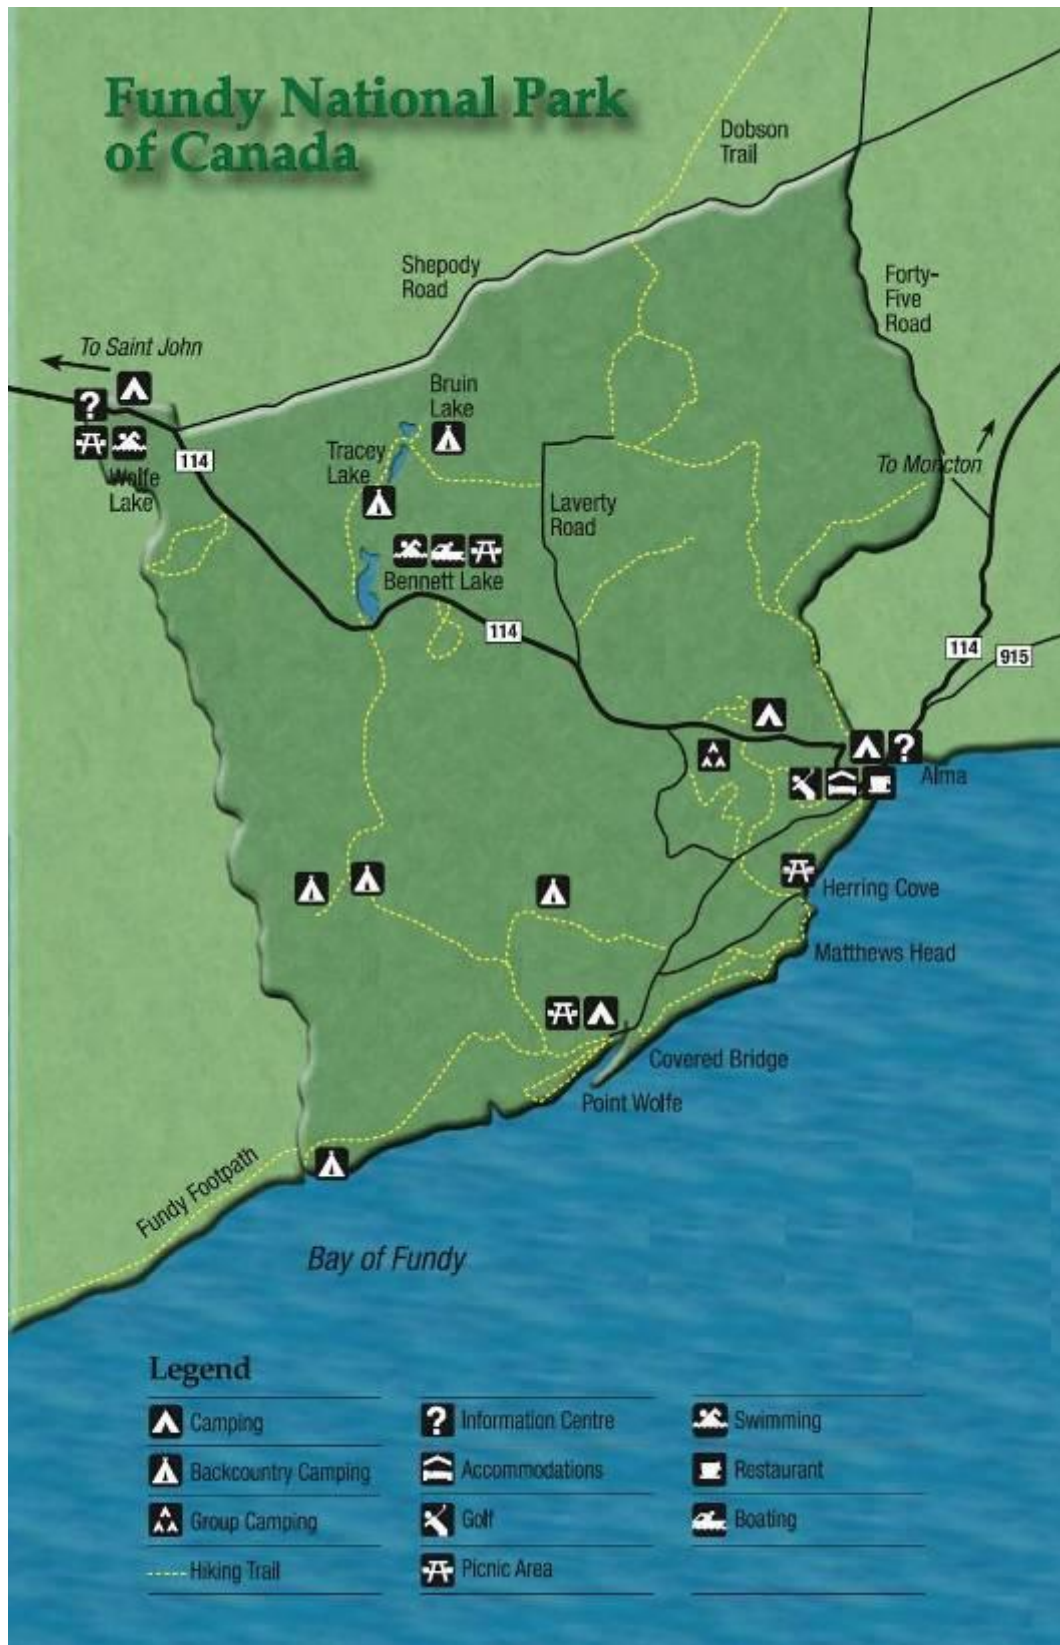 Fundy National Park
of Canada
Dobson
Trail
Shepody
Road
Forty-
Five
Road
To Saint John
Bruin
Lake
?
Tracey
Lake
114
To Moncton
Wolfe
Lake
Laverty
Road
Bennett Lake
114
114
915
?
Alma
Herring Cove
Matthews Head
Covered Bridge
Point Wolfe
Fundy Footpath
Bay of Fundy
Legend
Camping
? Information Centre
Swimming
Backcountry Camping
Accommodations
Restaurant
Group Camping
Golf
Boating
Hiking Trail
Picnic Area